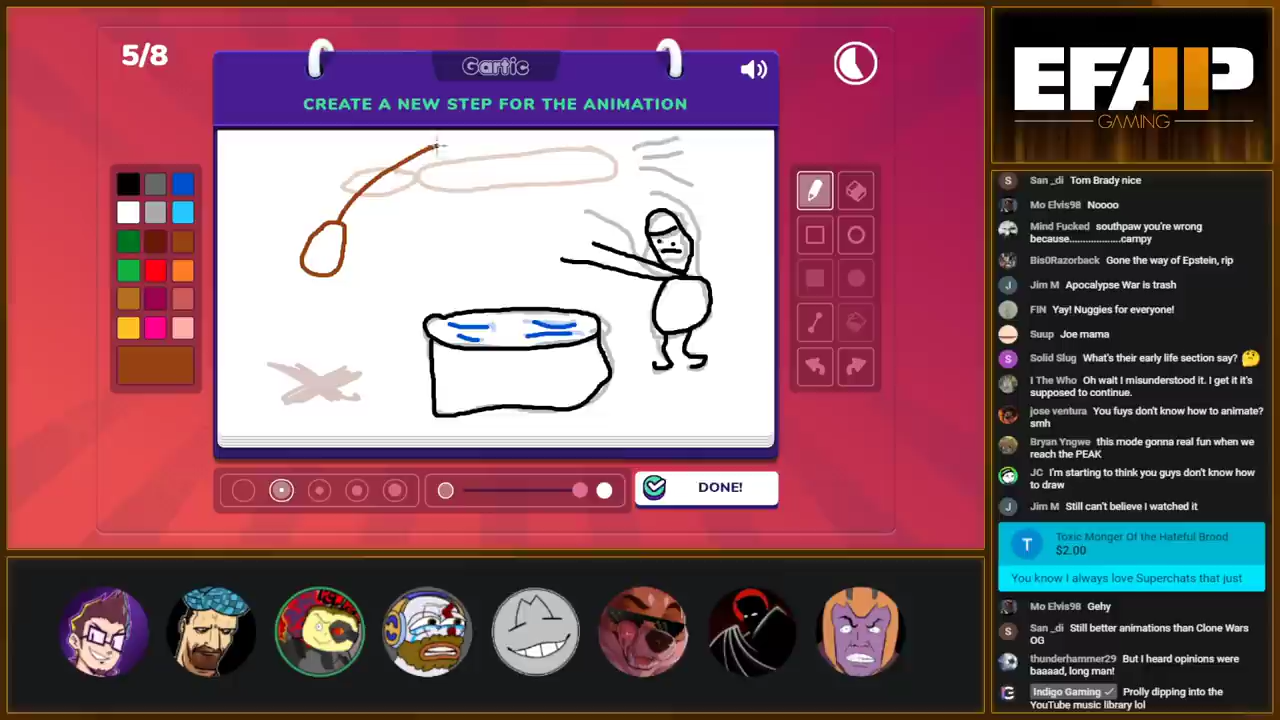 5/8
Gartic
CREATE A NEW STEP FOR THE ANIMATION
DONE!
EFAP
GAMING
San _di Tom Brady nice
Mo Elvis98 Noooo
Mind Fucked southpaw you're wrong
because...................campy
Bis0Razorback Gone the way of Epstein, rip
Jim M Apocalypse War is trash
FIN Yay! Nuggies for everyone!
Suup Joe mama
Solid Slug What's their early life section say? 🤔
I The Who Oh wait I misunderstood it. I get it it's
supposed to continue.
jose ventura You fuys don't know how to animate?
smh
Bryan Yngwe this mode gonna real fun when we
reach the PEAK
JC I'm starting to think you guys don't know how
to draw
Jim M Still can't believe I watched it
Toxic Monger Of the Hateful Brood
$2.00
You know I always love Superchats that just
Mo Elvis98 Gehy
San _di Still better animations than Clone Wars
OG
thunderhammer29 But I heard opinions were
baaaad, long man!
Indigo Gaming ✓ Prolly dipping into the
YouTube music library lol